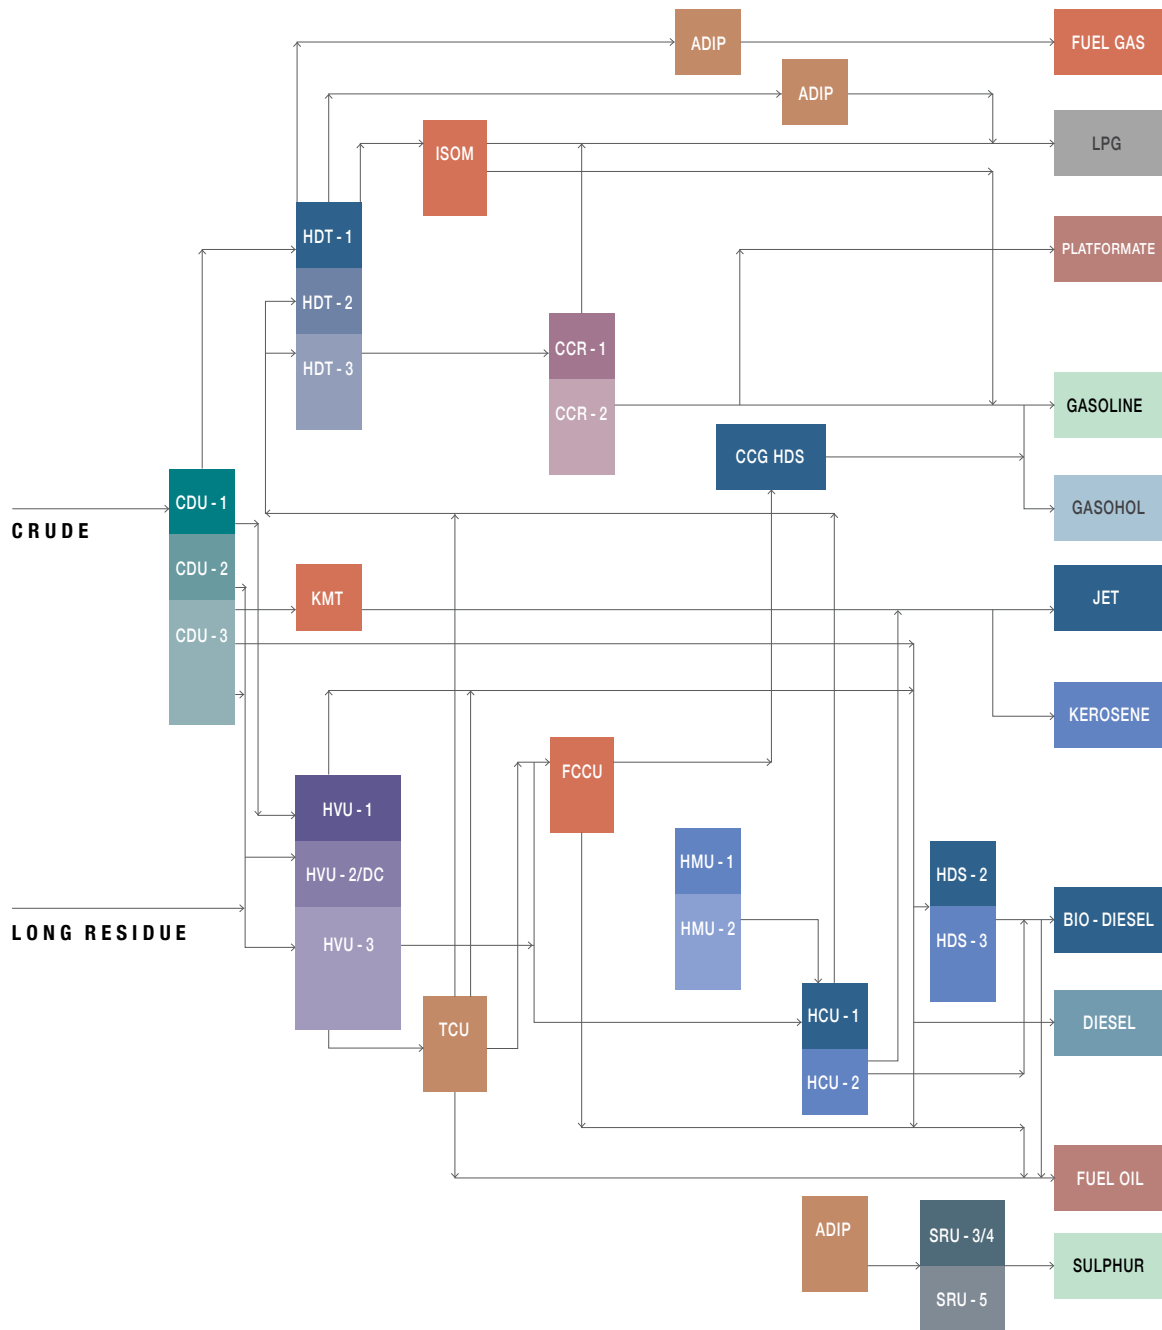 ADIP
FUEL GAS
ADIP
LPG
ISOM
HDT - 1
PLATFORMATE
HDT - 2
HDT - 3
CCR - 1
CCR - 2
GASOLINE
CCG HDS
CDU - 1
GASOHOL
CRUDE
CDU - 2
KMT
JET
CDU - 3
KEROSENE
FCCU
HVU - 1
HMU - 1
HVU - 2/DC
HDS - 2
HMU - 2
BIO - DIESEL
LONG RESIDUE
HVU - 3
HDS - 3
HCU - 1
DIESEL
TCU
HCU - 2
FUEL OIL
ADIP
SRU - 3/4
SULPHUR
SRU - 5